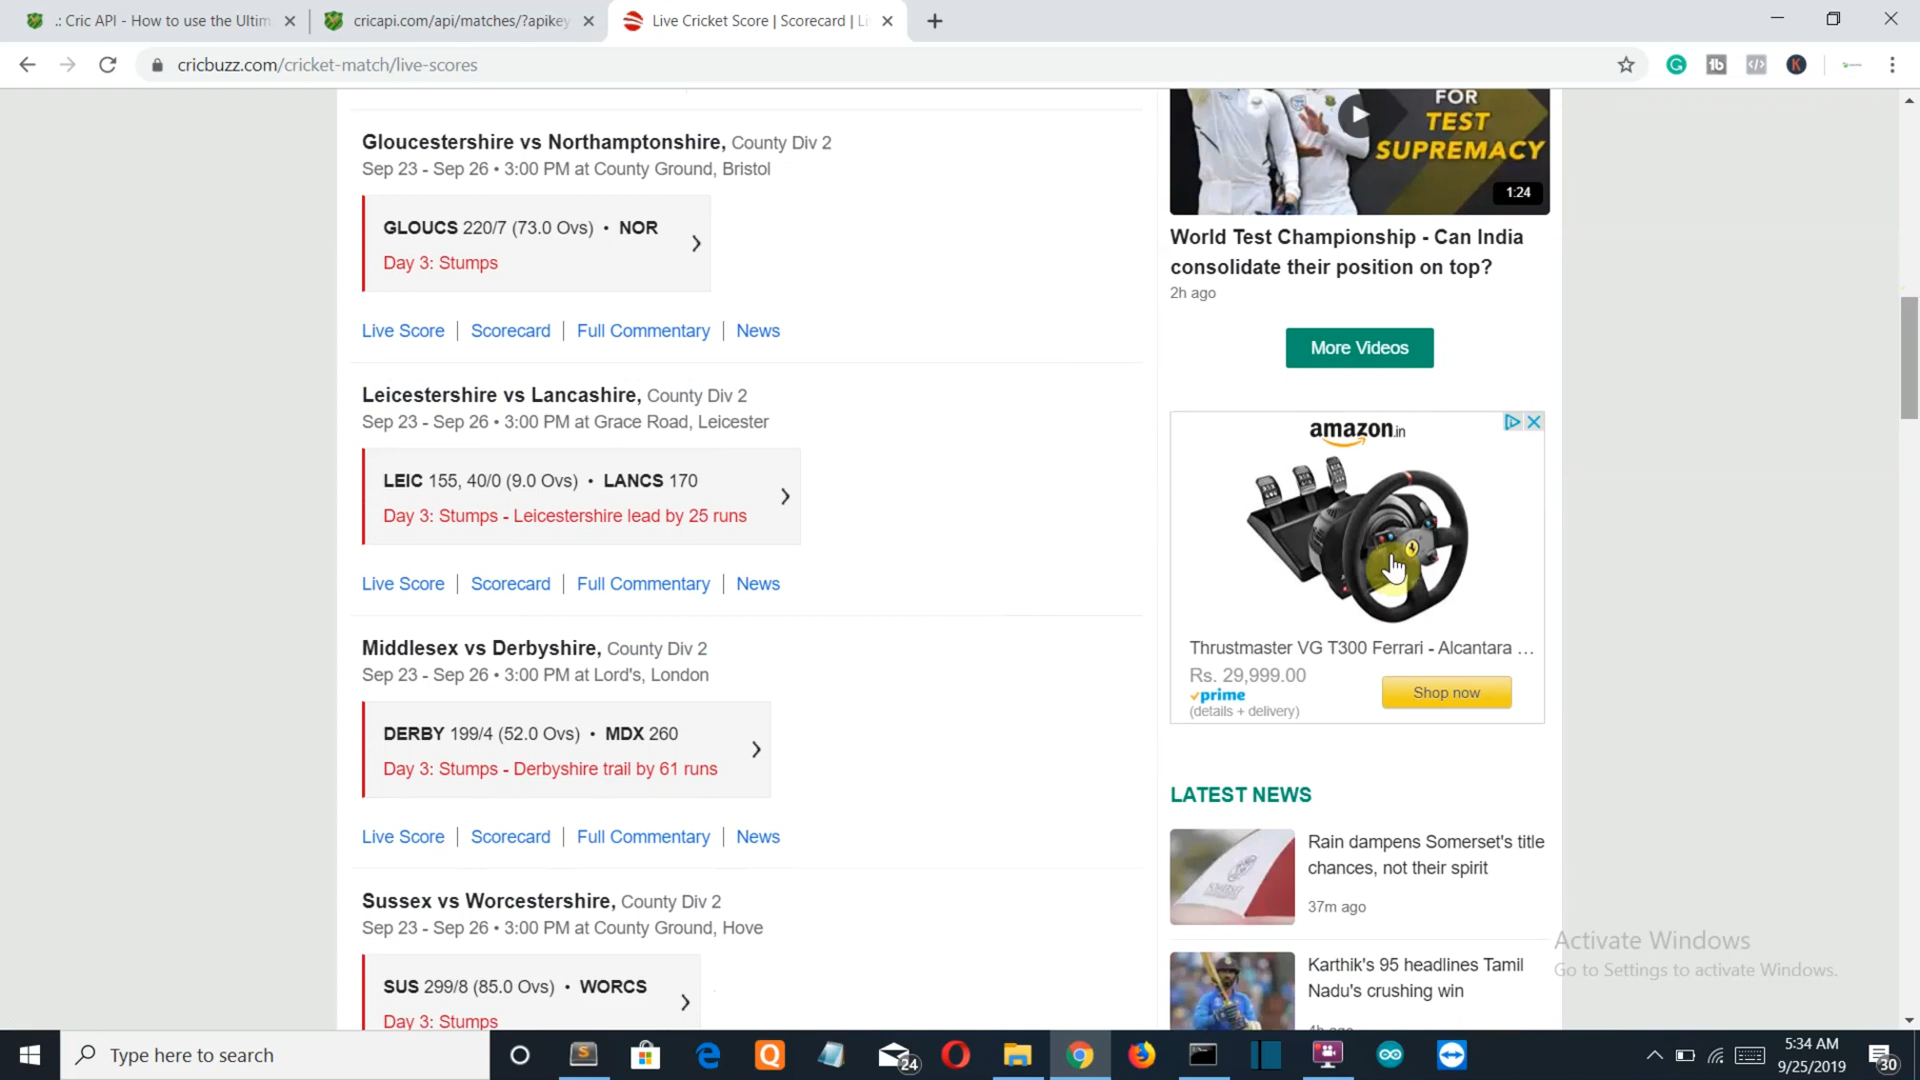 .: Cric API - How to use the Ultim
cricapi.com/api/matches/?apikey
Live Cricket Score | Scorecard | Li
cricbuzz.com/cricket-match/live-scores
Gloucestershire vs Northamptonshire, County Div 2
Sep 23 - Sep 26 • 3:00 PM at County Ground, Bristol
GLOUCS 220/7 (73.0 Ovs) • NOR
Day 3: Stumps
Live Score | Scorecard | Full Commentary | News
Leicestershire vs Lancashire, County Div 2
Sep 23 - Sep 26 • 3:00 PM at Grace Road, Leicester
LEIC 155, 40/0 (9.0 Ovs) • LANCS 170
Day 3: Stumps - Leicestershire lead by 25 runs
Live Score | Scorecard | Full Commentary | News
Middlesex vs Derbyshire, County Div 2
Sep 23 - Sep 26 • 3:00 PM at Lord's, London
DERBY 199/4 (52.0 Ovs) • MDX 260
Day 3: Stumps - Derbyshire trail by 61 runs
Live Score | Scorecard | Full Commentary | News
Sussex vs Worcestershire, County Div 2
Sep 23 - Sep 26 • 3:00 PM at County Ground, Hove
SUS 299/8 (85.0 Ovs) • WORCS
Day 3: Stumps
FOR
TEST
SUPREMACY
1:24
World Test Championship - Can India
consolidate their position on top?
2h ago
More Videos
amazon.in
Thrustmaster VG T300 Ferrari - Alcantara ...
Rs. 29,999.00
prime
(details + delivery)
Shop now
LATEST NEWS
Rain dampens Somerset's title
chances, not their spirit
37m ago
Karthik's 95 headlines Tamil
Nadu's crushing win
4h ago
Activate Windows
Go to Settings to activate Windows.
Type here to search
24
5:34 AM
9/25/2019
30